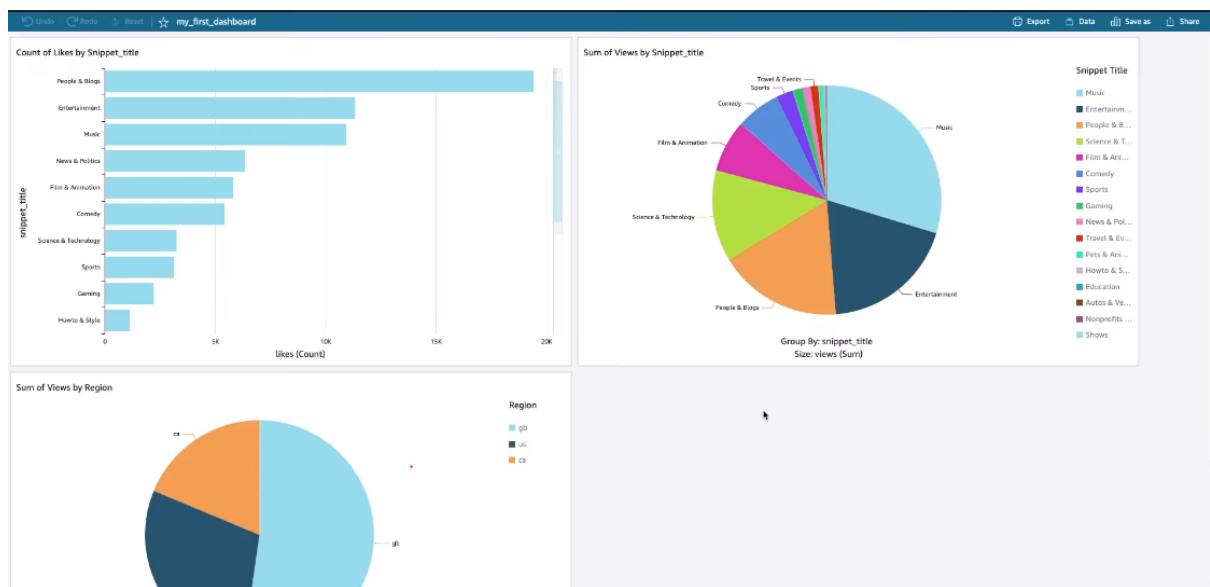 Undo Redo Reset my_first_dashboard Export Data Save as Share
Count of Likes by Snippet_title
snippet_title
People & Blogs
Entertainment
Music
News & Politics
Film & Animation
Comedy
Science & Technology
Sports
Gaming
Howto & Style
0 5K 10K 15K 20K
likes (Count)
Sum of Views by Snippet_title
Travel & Events
Sports
Comedy
Film & Animation
Science & Technology
People & Blogs
Music
Entertainment
Group By: snippet_title
Size: views (Sum)
Snippet Title
Music
Entertainm...
People & B...
Science & T...
Film & Ani...
Comedy
Sports
Gaming
News & Pol...
Travel & Ev...
Pets & Ani...
Howto & S...
Education
Autos & Ve...
Nonprofits ...
Shows
Sum of Views by Region
ca
gb
Region
gb
us
ca